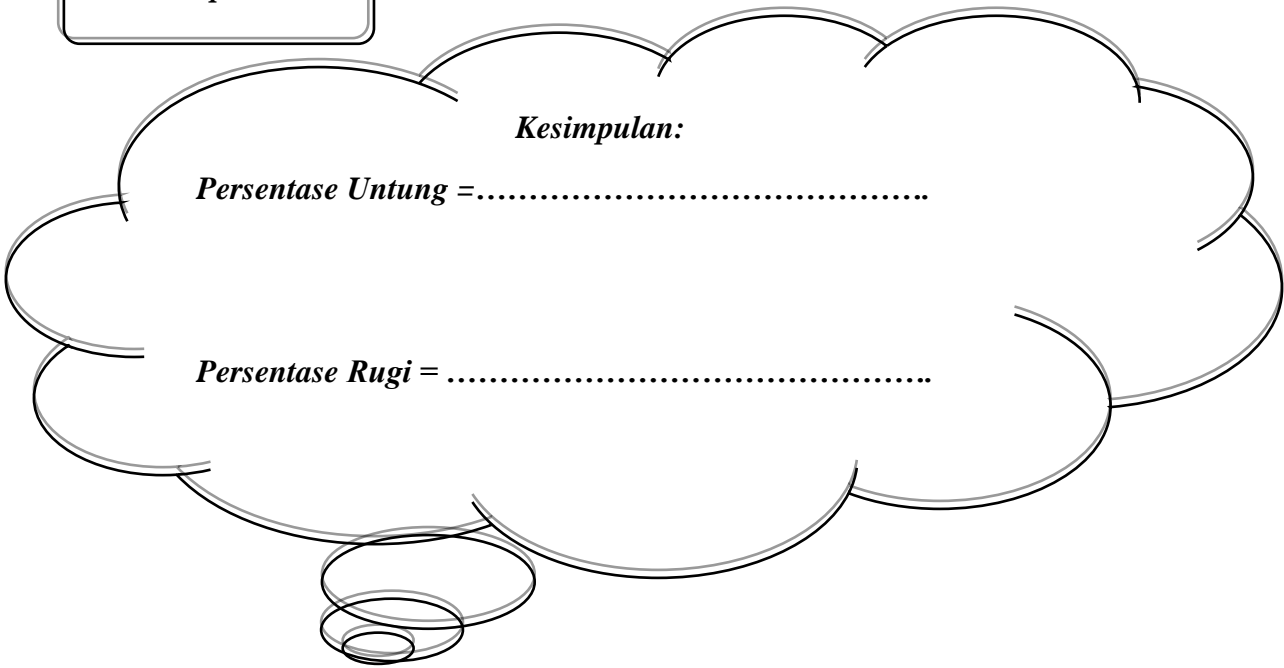 Kesimpulan:
Persentase Untung =…………………………………………..
Persentase Rugi = ……………………………………………..